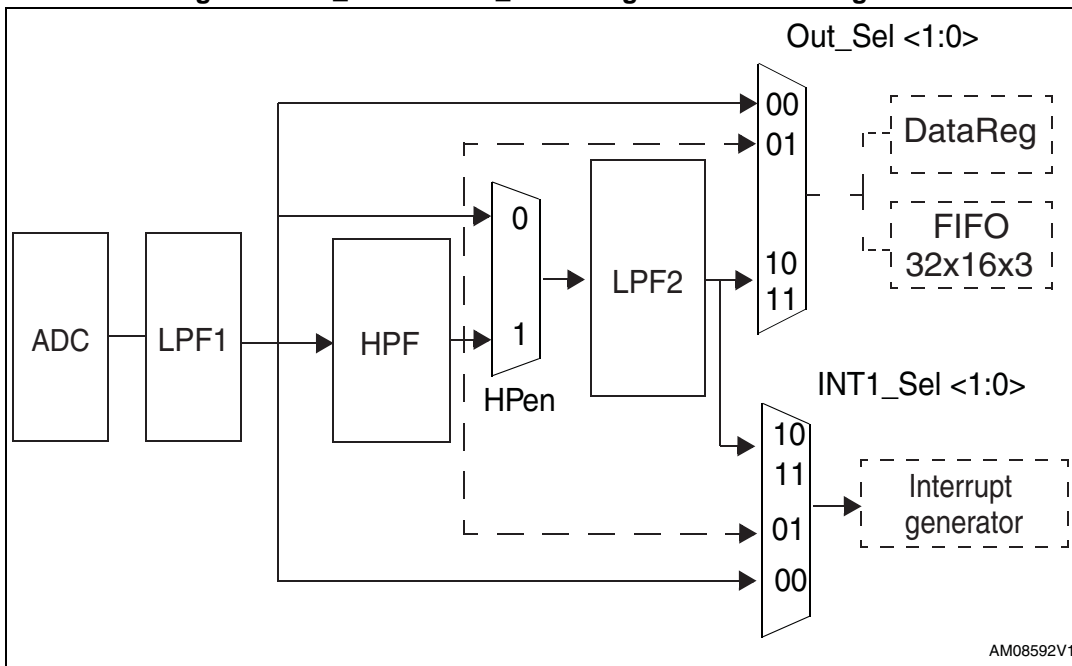 Out_Sel <1:0>
00
01
10
11
DataReg
FIFO
32x16x3
ADC
LPF1
HPF
0
1
HPen
LPF2
INT1_Sel <1:0>
10
11
01
00
Interrupt
generator
AM08592V1